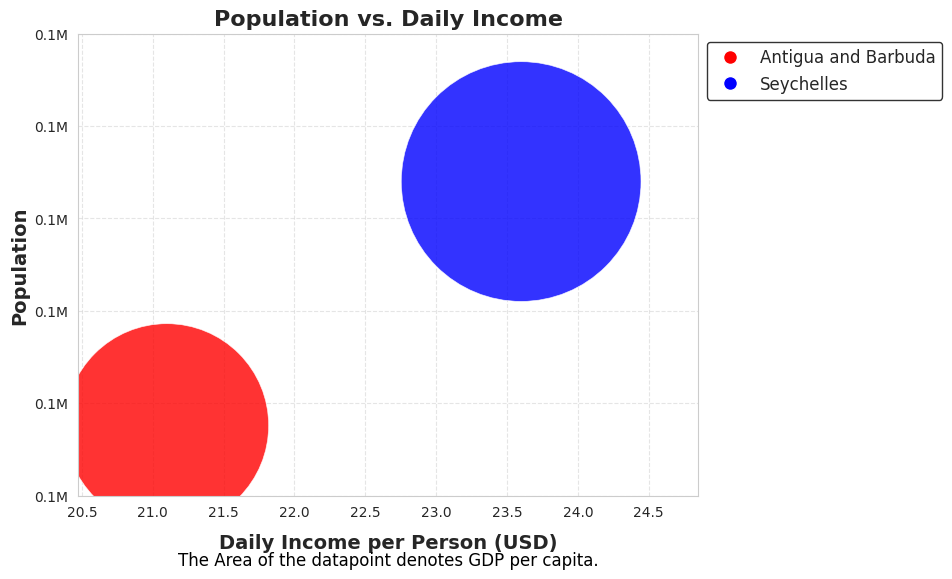 Population vs. Daily Income
Antigua and Barbuda
Seychelles
Population
0.1M
0.1M
0.1M
0.1M
0.1M
0.1M
20.5 21.0 21.5 22.0 22.5 23.0 23.5 24.0 24.5
Daily Income per Person (USD)
The Area of the datapoint denotes GDP per capita.